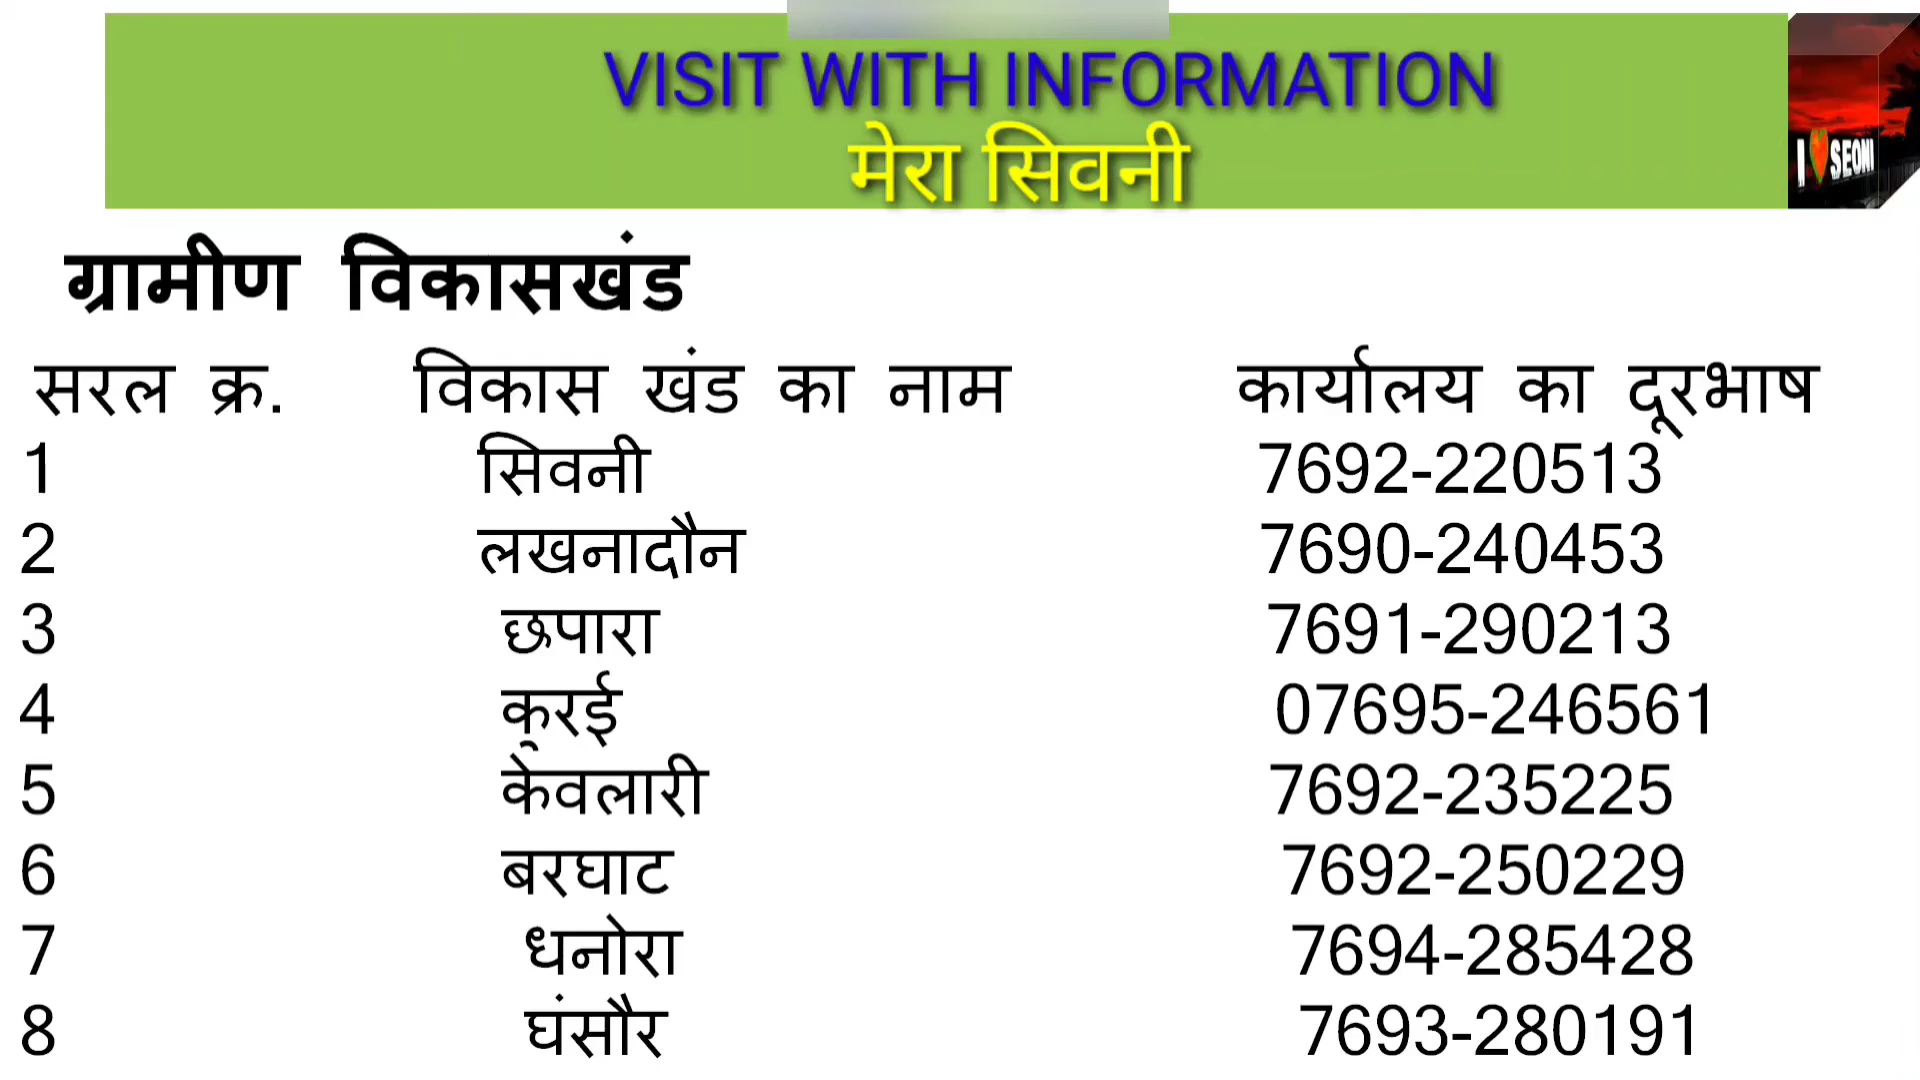 VISIT WITH INFORMATION
मेरा सिवनी
I SEONI
ग्रामीण विकासखंड
सरल क्र. विकास खंड का नाम कार्यालय का दूरभाष
1 सिवनी 7692-220513
2 लखनादौन 7690-240453
3 छपारा 7691-290213
4 कुरई 07695-246561
5 केवलारी 7692-235225
6 बरघाट 7692-250229
7 धनोरा 7694-285428
8 घंसौर 7693-280191